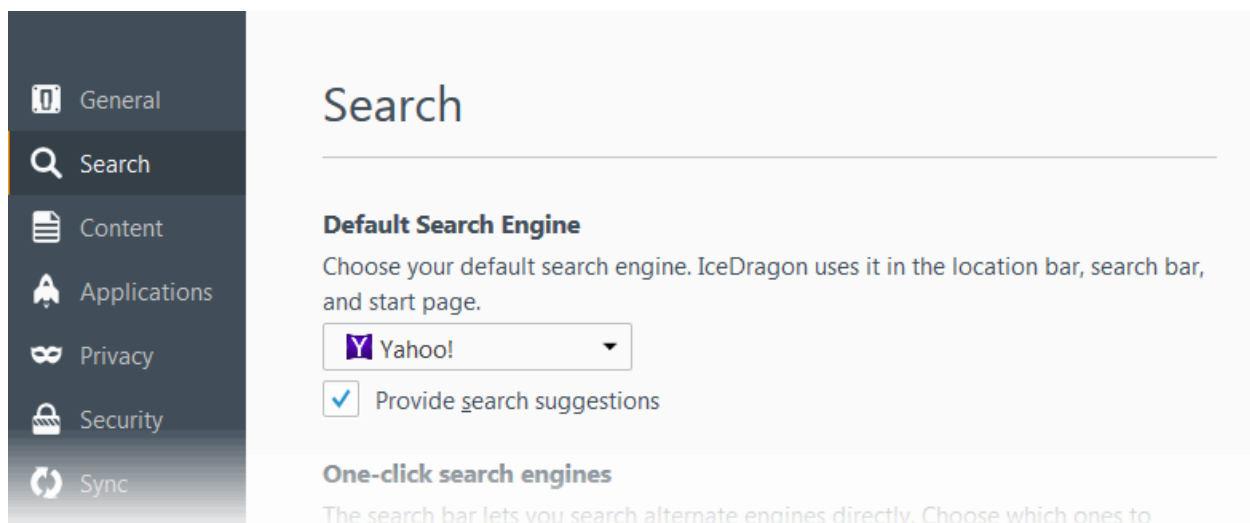 General
Search
Content
Applications
Privacy
Security
Sync
Search
Default Search Engine
Choose your default search engine. IceDragon uses it in the location bar, search bar,
and start page.
Yahoo!
Provide search suggestions
One-click search engines
The search bar lets you search alternate engines directly. Choose which ones to